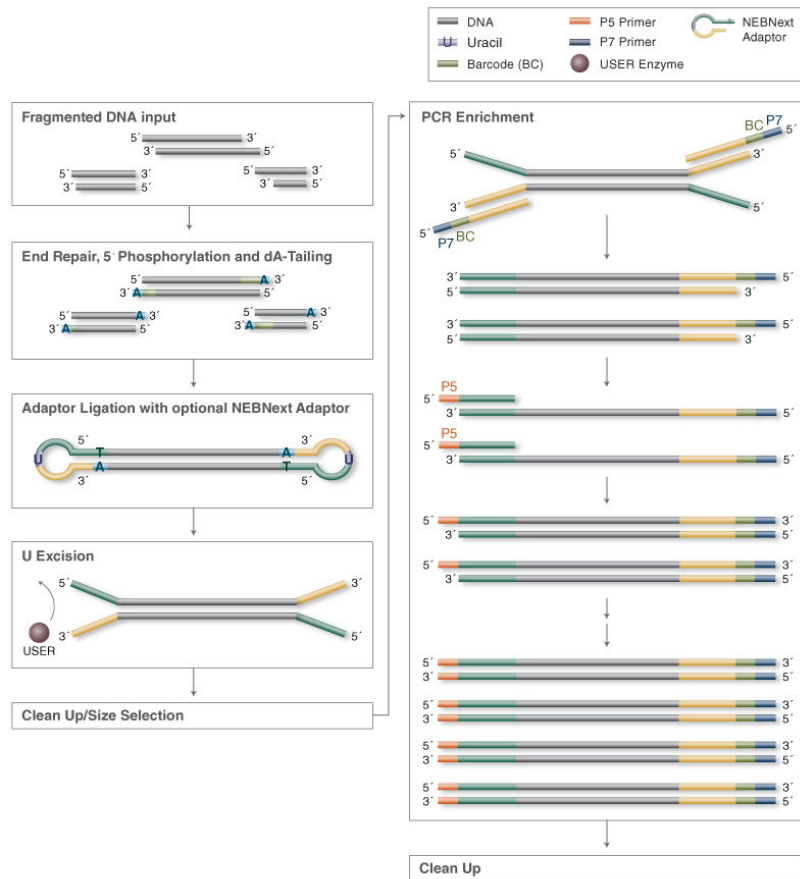 DNA
P5 Primer
NEBNext
Adaptor
U
Uracil
P7 Primer
Barcode (BC)
USER Enzyme
Fragmented DNA input
5´ 3´
3´ 5´
5´ 3´
3´ 5´
5´ 3´
3´ 5´
End Repair, 5´ Phosphorylation and dA-Tailing
5´ A 3´
3´ A 5´
5´ A 3´
3´ A 5´
5´ A 3´
3´ A 5´
Adaptor Ligation with optional NEBNext Adaptor
5´ 3´
T A
U U
A T
3´ 5´
U Excision
5´ 3´
3´ 5´
USER
Clean Up/Size Selection
PCR Enrichment
BC P7
5´
5´ 3´
3´ 5´
5´
P7 BC
3´ 5´
5´ 3´
3´ 5´
5´ 3´
P5
5´
3´ 5´
P5
5´
3´ 5´
5´ 3´
3´ 5´
5´ 3´
3´ 5´
5´ 3´
3´ 5´
5´ 3´
3´ 5´
5´ 3´
3´ 5´
5´ 3´
3´ 5´
Clean Up